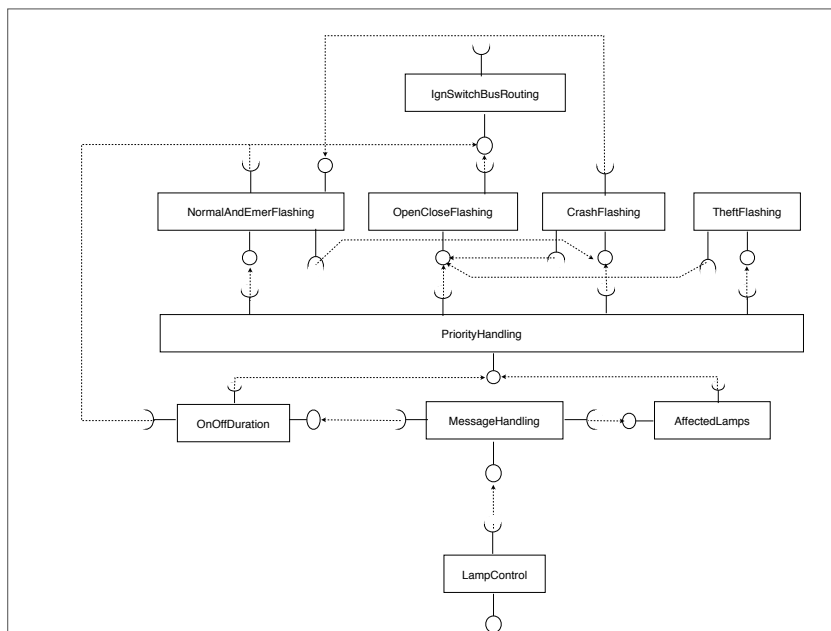 IgnSwitchBusRouting
NormalAndEmerFlashing
OpenCloseFlashing
CrashFlashing
TheftFlashing
PriorityHandling
OnOffDuration
MessageHandling
AffectedLamps
LampControl